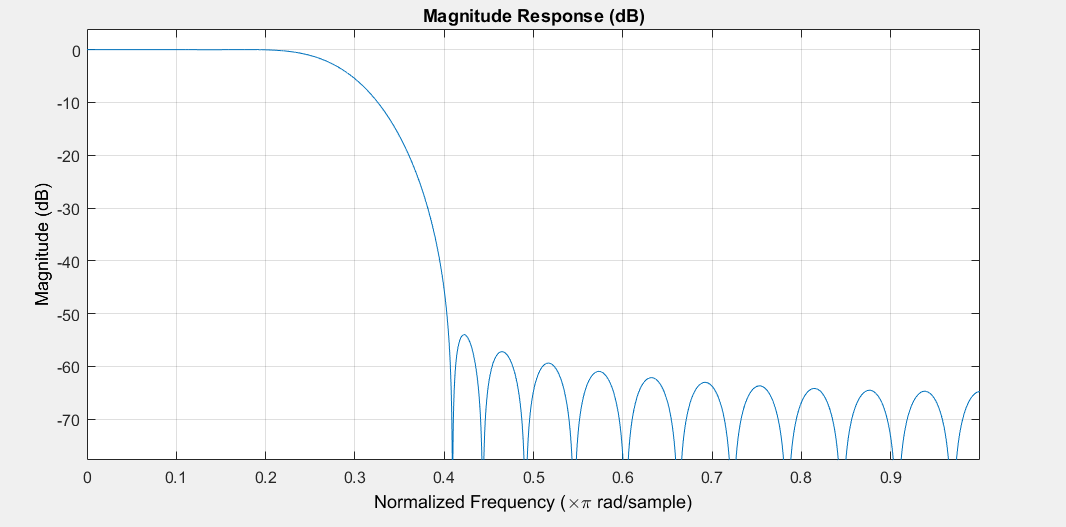 Magnitude Response (dB)
Magnitude (dB)
0
-10
-20
-30
-40
-50
-60
-70
0 0.1 0.2 0.3 0.4 0.5 0.6 0.7 0.8 0.9
Normalized Frequency (×π rad/sample)